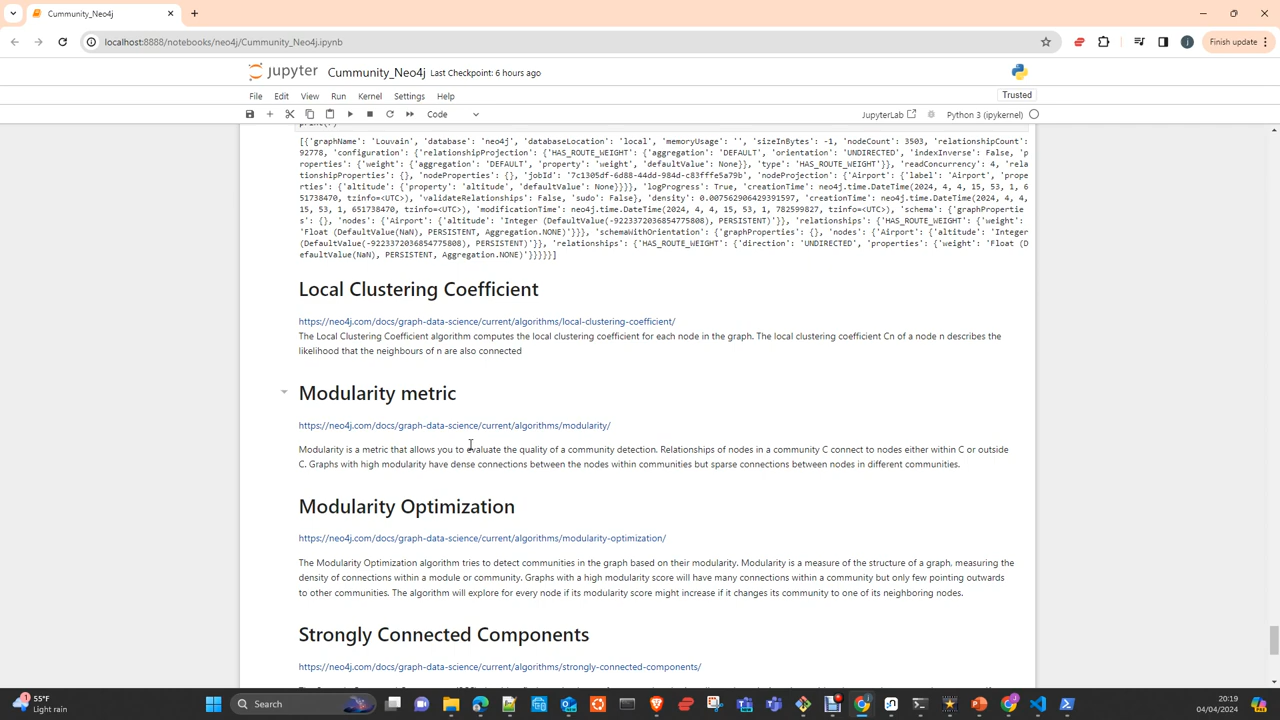 Cummunity_Neo4j
localhost:8888/notebooks/neo4j/Cummunity_Neo4j.ipynb
j
Finish update
jupyter Cummunity_Neo4j Last Checkpoint: 6 hours ago
File Edit View Run Kernel Settings Help
Trusted
Code
JupyterLab
Python 3 (ipykernel)
[{'graphName': 'Louvain', 'database': 'neo4j', 'databaseLocation': 'local', 'memoryUsage': '', 'sizeInBytes': -1, 'nodeCount': 3503, 'relationshipCount':
92778, 'configuration': {'relationshipProjection': {'HAS_ROUTE_WEIGHT': {'aggregation': 'DEFAULT', 'orientation': 'UNDIRECTED', 'indexInverse': False, 'p
roperties': {'weight': {'aggregation': 'DEFAULT', 'property': 'weight', 'defaultValue': None}}, 'type': 'HAS_ROUTE_WEIGHT'}}, 'readConcurrency': 4, 'rela
tionshipProperties': {}, 'nodeProperties': {}, 'jobId': '7c1305df-6d88-44dd-984d-c83fffe5a79b', 'nodeProjection': {'Airport': {'label': 'Airport', 'prope
rties': {'altitude': {'property': 'altitude', 'defaultValue': None}}}}, 'logProgress': True, 'creationTime': neo4j.time.DateTime(2024, 4, 4, 15, 53, 1, 6
51738470, tzinfo=<UTC>), 'validateRelationships': False, 'sudo': False}, 'density': 0.007562906429391597, 'creationTime': neo4j.time.DateTime(2024, 4, 4,
15, 53, 1, 651738470, tzinfo=<UTC>), 'modificationTime': neo4j.time.DateTime(2024, 4, 4, 15, 53, 1, 782599827, tzinfo=<UTC>), 'schema': {'graphPropertie
s': {}, 'nodes': {'Airport': {'altitude': 'Integer (DefaultValue(-9223372036854775808), PERSISTENT)'}}, 'relationships': {'HAS_ROUTE_WEIGHT': {'weight':
'Float (DefaultValue(NaN), PERSISTENT, Aggregation.NONE)'}}}, 'schemaWithOrientation': {'graphProperties': {}, 'nodes': {'Airport': {'altitude': 'Integer
(DefaultValue(-9223372036854775808), PERSISTENT)'}}, 'relationships': {'HAS_ROUTE_WEIGHT': {'direction': 'UNDIRECTED', 'properties': {'weight': 'Float (D
efaultValue(NaN), PERSISTENT, Aggregation.NONE)'}}}}}]
Local Clustering Coefficient
https://neo4j.com/docs/graph-data-science/current/algorithms/local-clustering-coefficient/
The Local Clustering Coefficient algorithm computes the local clustering coefficient for each node in the graph. The local clustering coefficient Cn of a node n describes the
likelihood that the neighbours of n are also connected
Modularity metric
https://neo4j.com/docs/graph-data-science/current/algorithms/modularity/
Modularity is a metric that allows you to evaluate the quality of a community detection. Relationships of nodes in a community C connect to nodes either within C or outside
C. Graphs with high modularity have dense connections between the nodes within communities but sparse connections between nodes in different communities.
Modularity Optimization
https://neo4j.com/docs/graph-data-science/current/algorithms/modularity-optimization/
The Modularity Optimization algorithm tries to detect communities in the graph based on their modularity. Modularity is a measure of the structure of a graph, measuring the
density of connections within a module or community. Graphs with a high modularity score will have many connections within a community but only few pointing outwards
to other communities. The algorithm will explore for every node if its modularity score might increase if it changes its community to one of its neighboring nodes.
Strongly Connected Components
https://neo4j.com/docs/graph-data-science/current/algorithms/strongly-connected-components/
55°F
Light rain
Search
20:19
04/04/2024